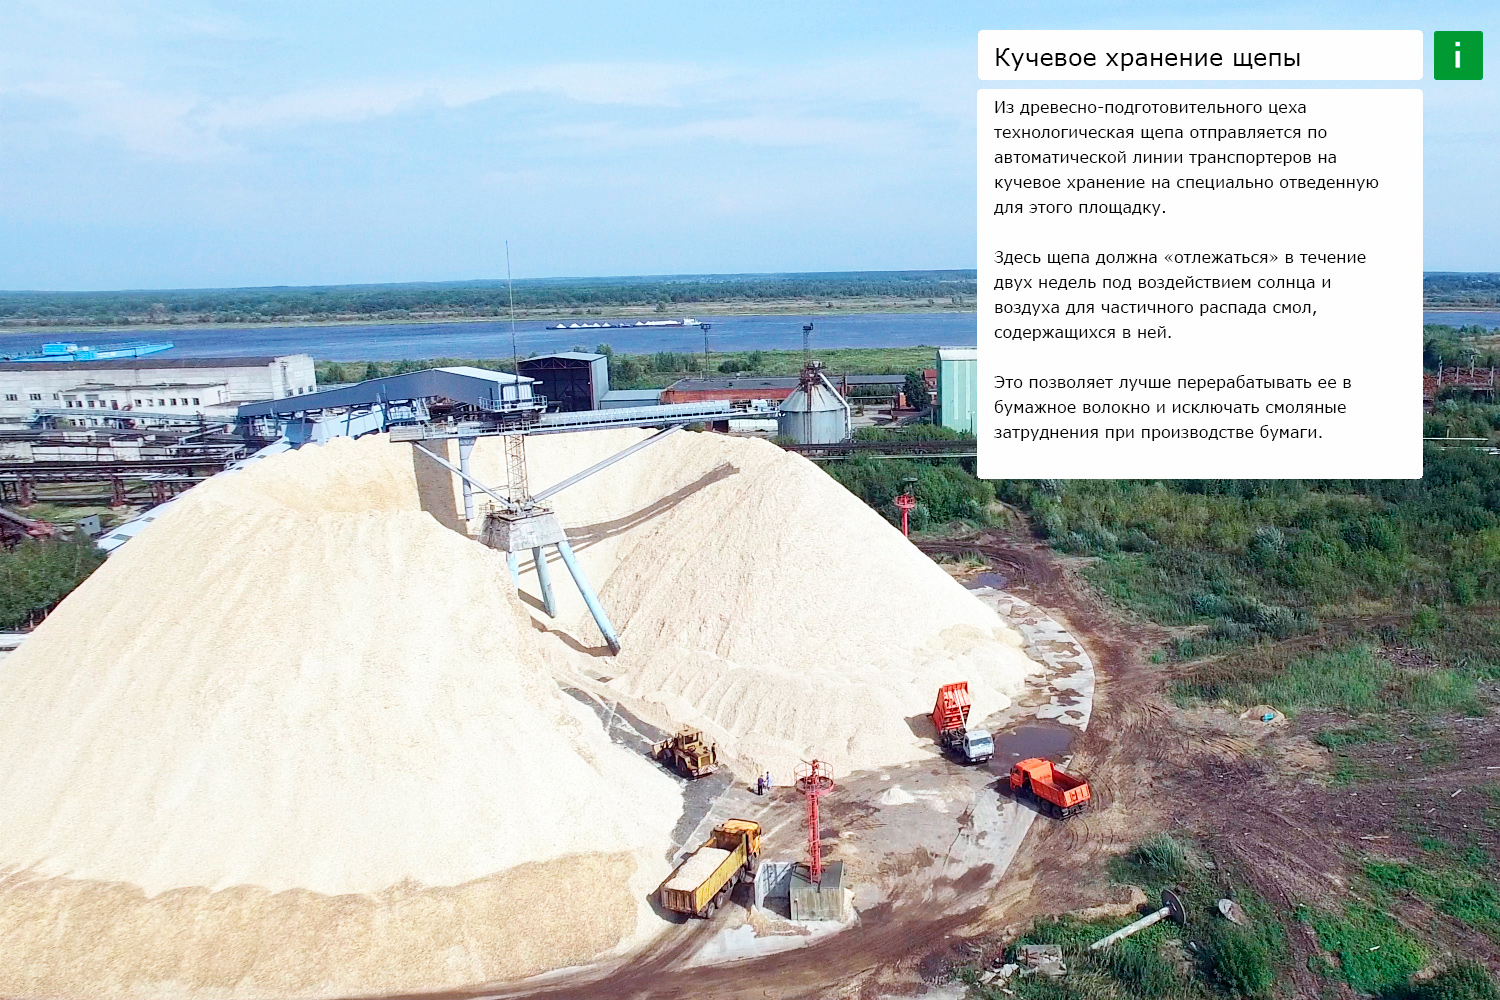 Кучевое хранение щепы
i
Из древесно-подготовительного цеха
технологическая щепа отправляется по
автоматической линии транспортеров на
кучевое хранение на специально отведенную
для этого площадку.
Здесь щепа должна «отлежаться» в течение
двух недель под воздействием солнца и
воздуха для частичного распада смол,
содержащихся в ней.
Это позволяет лучше перерабатывать ее в
бумажное волокно и исключать смоляные
затруднения при производстве бумаги.